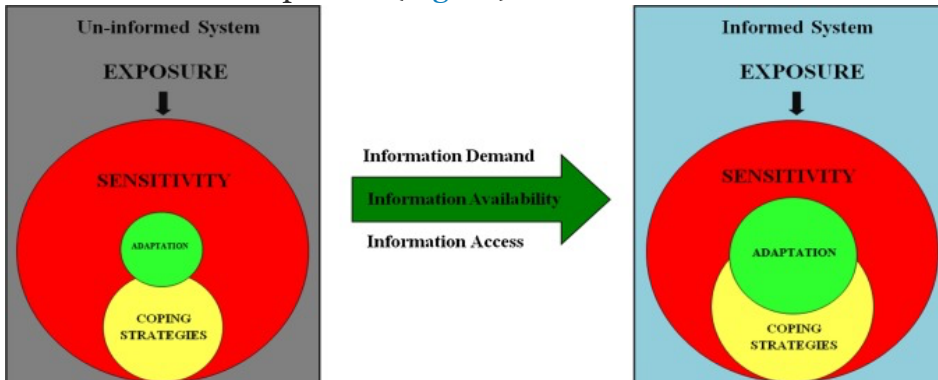 Un-informed System
EXPOSURE
SENSITIVITY
ADAPTATION
COPING
STRATEGIES
Information Demand
Information Availability
Information Access
Informed System
EXPOSURE
SENSITIVITY
ADAPTATION
COPING
STRATEGIES